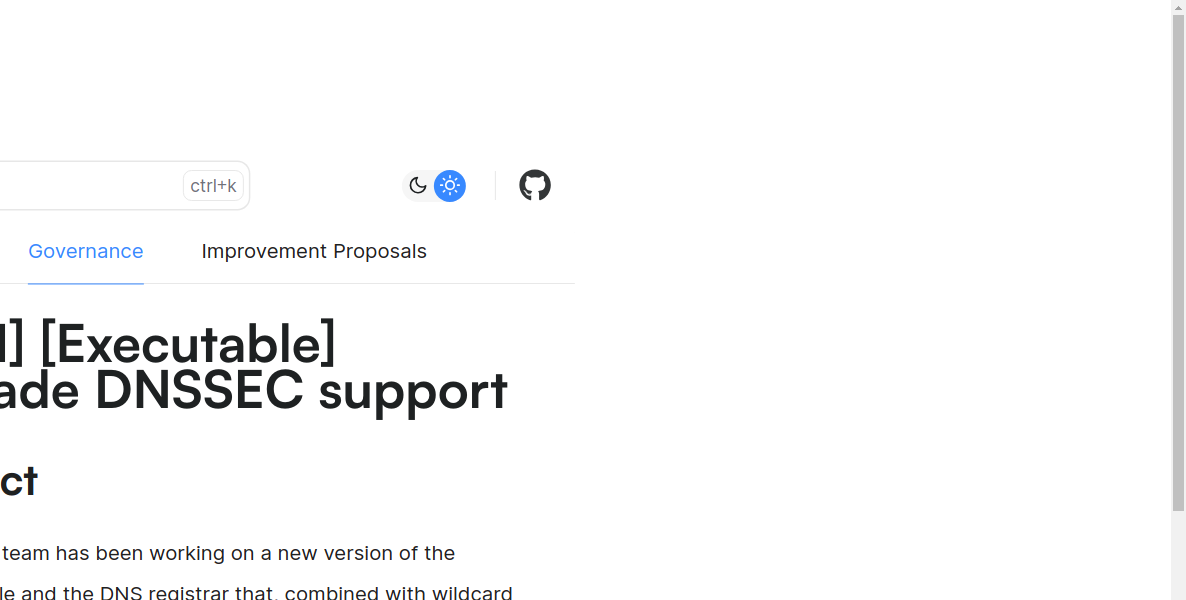 ctrl+k
Governance Improvement Proposals
] [Executable]
ade DNSSEC support
ct
team has been working on a new version of the
le and the DNS registrar that, combined with wildcard